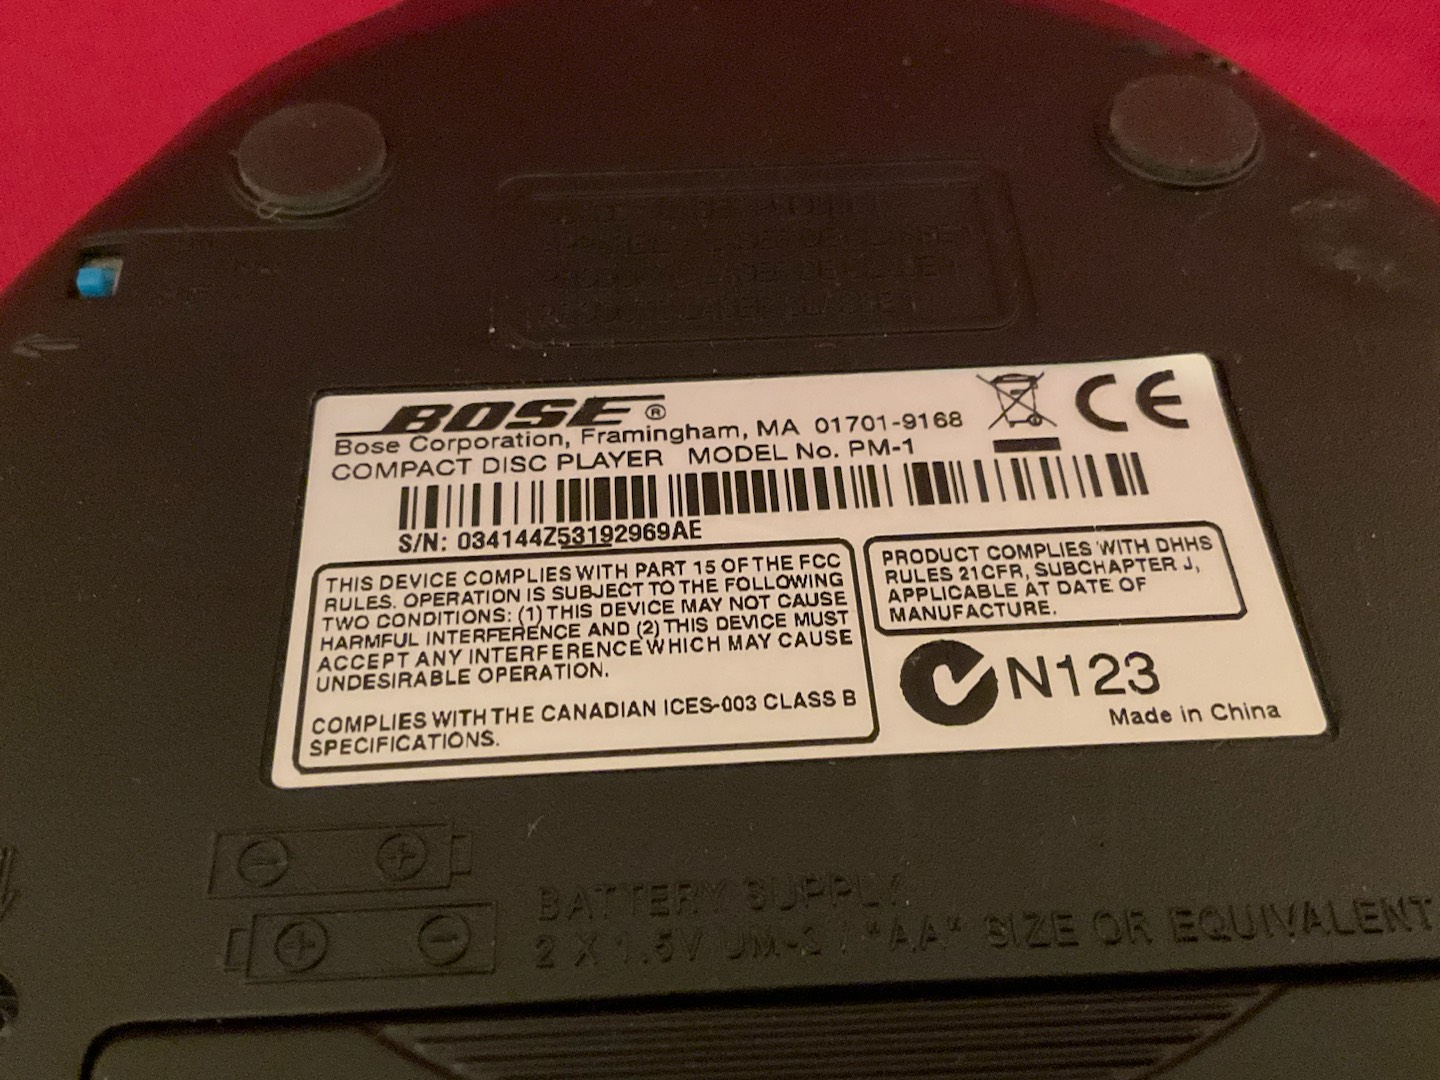 BOSE®
Bose Corporation, Framingham, MA 01701-9168
COMPACT DISC PLAYER MODEL No. PM-1
S/N: 034144Z53192969AE
THIS DEVICE COMPLIES WITH PART 15 OF THE FCC
RULES. OPERATION IS SUBJECT TO THE FOLLOWING
TWO CONDITIONS: (1) THIS DEVICE MAY NOT CAUSE
HARMFUL INTERFERENCE AND (2) THIS DEVICE MUST
ACCEPT ANY INTERFERENCE WHICH MAY CAUSE
UNDESIRABLE OPERATION.
COMPLIES WITH THE CANADIAN ICES-003 CLASS B
SPECIFICATIONS.
CE
PRODUCT COMPLIES WITH DHHS
RULES 21CFR, SUBCHAPTER J,
APPLICABLE AT DATE OF
MANUFACTURE.
N123
Made in China
BATTERY SUPPLY
2 X 1.5V UM-3 / "AA" SIZE OR EQUIVALENT